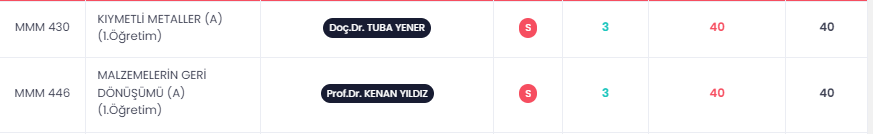 MMM 430
KIYMETLİ METALLER (A)
(1.Öğretim)
Doç.Dr. TUBA YENER
S
3
40
40
MMM 446
MALZEMELERİN GERİ
DÖNÜŞÜMÜ (A)
(1.Öğretim)
Prof.Dr. KENAN YILDIZ
S
3
40
40